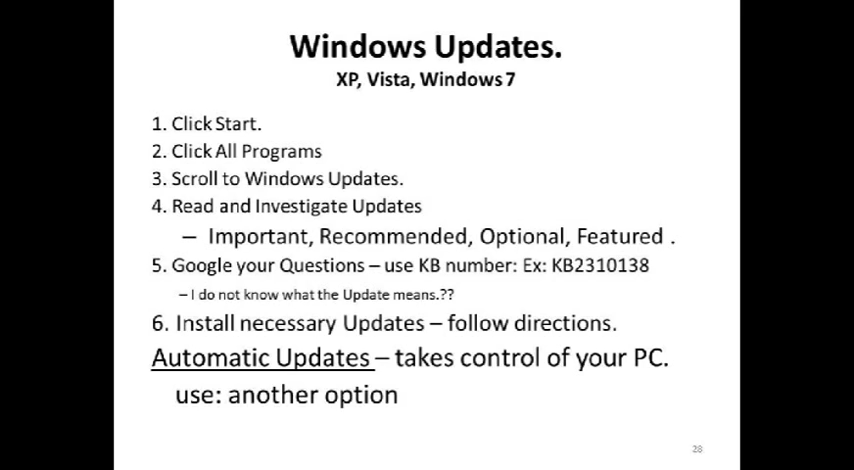 Windows Updates.
XP, Vista, Windows 7
1. Click Start.
2. Click All Programs
3. Scroll to Windows Updates.
4. Read and Investigate Updates
– Important, Recommended, Optional, Featured .
5. Google your Questions – use KB number: Ex: KB2310138
– I do not know what the Update means.??
6. Install necessary Updates – follow directions.
Automatic Updates – takes control of your PC.
use: another option
28